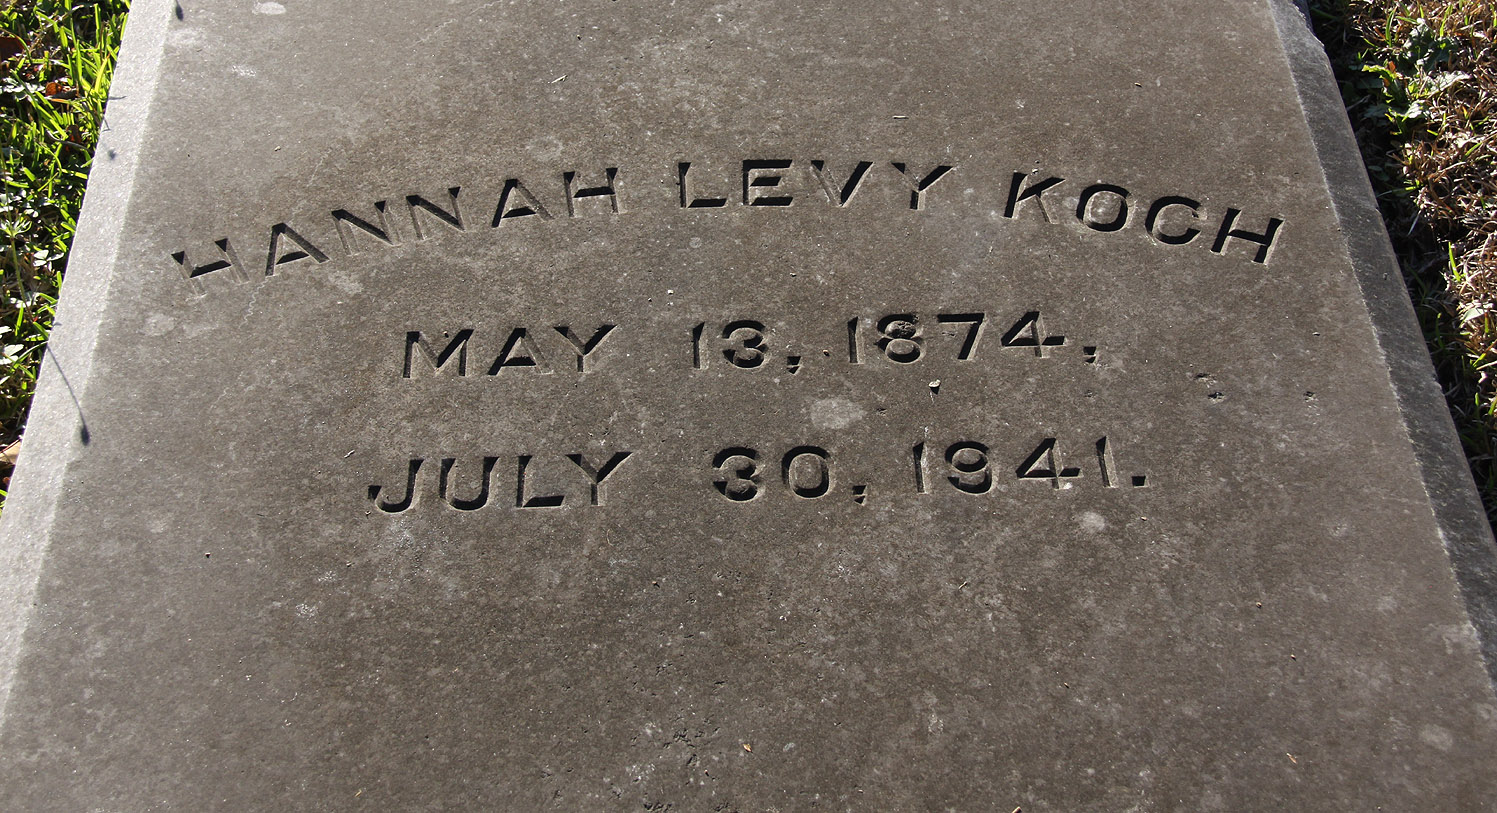 HANNAH LEVY KOCH
MAY 13, 1874,
JULY 30, 1941.